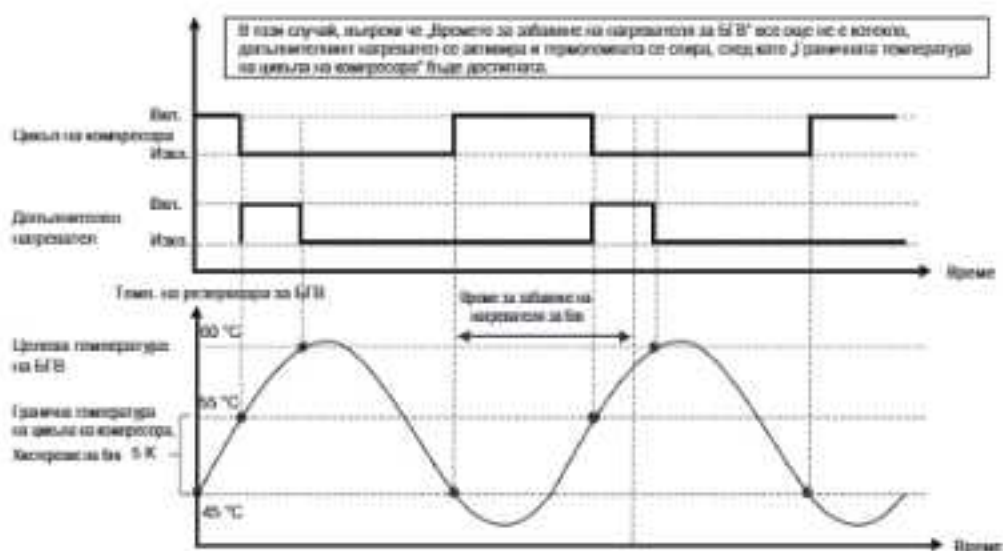 В този случай, въпреки че „Времето за забавяне на нагревателя за БГВ" все още не е изтекло,
допълнителният нагревател се активира и термопомпата се спира, след като „Граничната температура
на цикъла на компресора" бъде достигната.
Вкл.
Цикъл на компресора
Изкл.
Вкл.
Допълнителен
нагревател
Изкл.
Време
Темп. на резервоара за БГВ
Време за забавяне на
нагревателя за бгв
60 °C
Целева температура
на БГВ
55 °C
Гранична температура
на цикъла на компресора,
Хистерезис на бгв 5 K
45 °C
Време